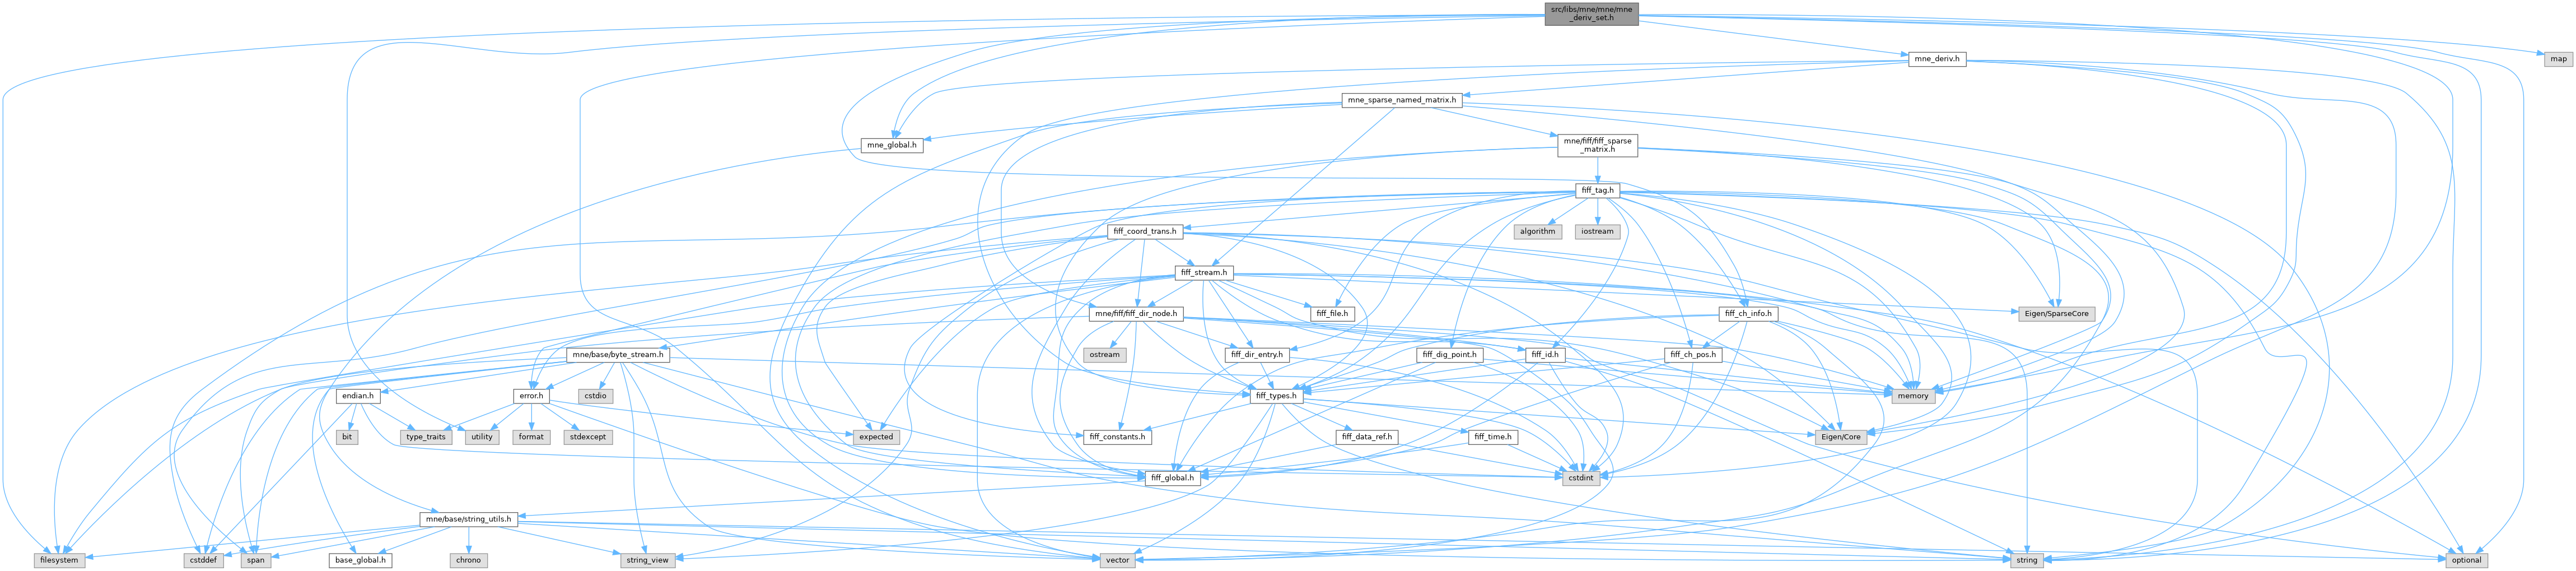 src/libs/mne/mne/mne
_deriv_set.h
mne_deriv.h
map
mne_sparse_named_matrix.h
mne_global.h
mne/fiff/fiff_sparse
_matrix.h
fiff_tag.h
fiff_coord_trans.h
algorithm
iostream
fiff_stream.h
mne/fiff/fiff_dir_node.h
fiff_file.h
fiff_ch_info.h
Eigen/SparseCore
mne/base/byte_stream.h
ostream
fiff_dir_entry.h
fiff_dig_point.h
fiff_id.h
fiff_ch_pos.h
endian.h
error.h
cstdio
fiff_types.h
memory
bit
type_traits
utility
format
stdexcept
expected
fiff_constants.h
fiff_data_ref.h
fiff_time.h
Eigen/Core
fiff_global.h
cstdint
mne/base/string_utils.h
filesystem
cstddef
span
base_global.h
chrono
string_view
vector
string
optional